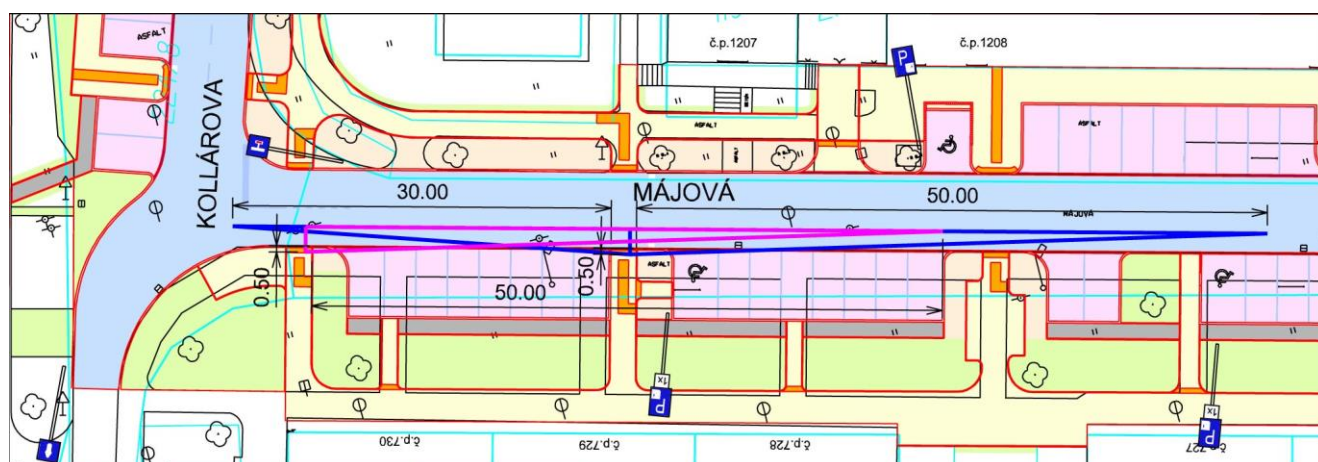 ASFALT
č.p.1207
č.p.1208
P
ASFALT
ASFALT
ASFALT
H
KOLLÁROVA
30.00
MÁJOVÁ
50.00
MÁJOVÁ
0.50
0.50
ASFALT
50.00
1x
P
1x
P
č.p.730
č.p.729
č.p.728
č.p.727